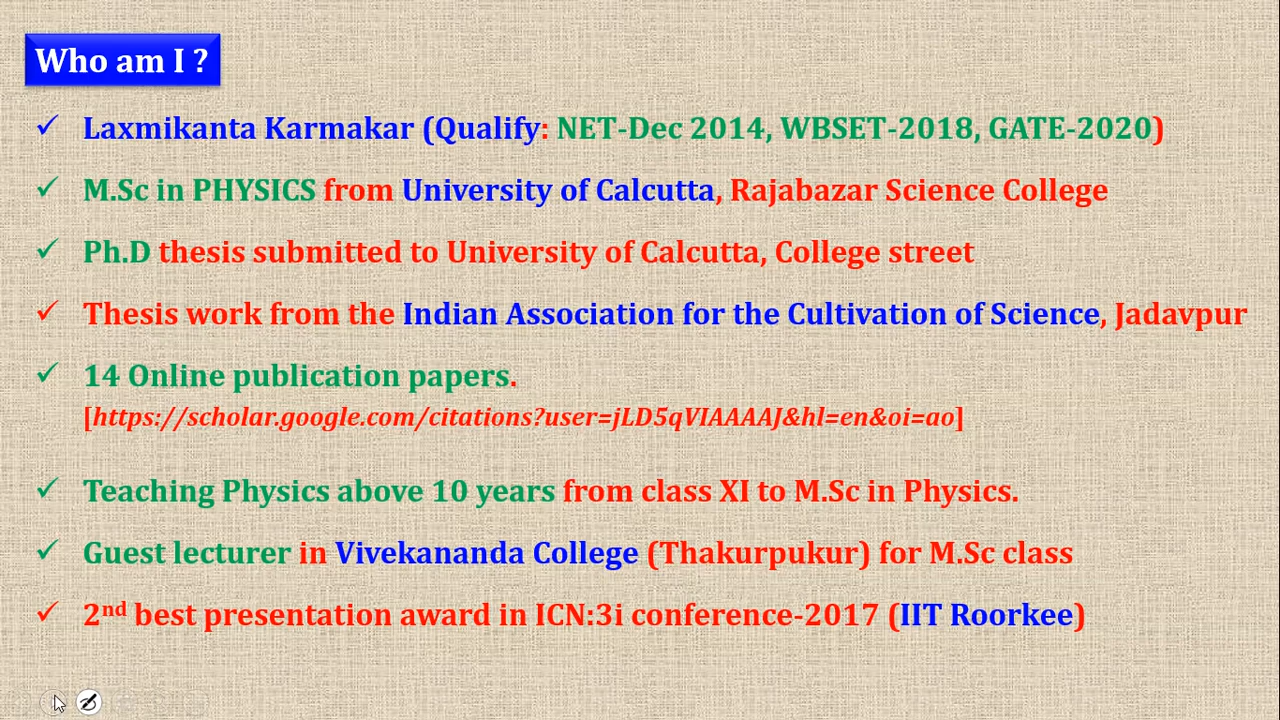 Who am I ?
✓ Laxmikanta Karmakar (Qualify: NET-Dec 2014, WBSET-2018, GATE-2020)
✓ M.Sc in PHYSICS from University of Calcutta, Rajabazar Science College
✓ Ph.D thesis submitted to University of Calcutta, College street
✓ Thesis work from the Indian Association for the Cultivation of Science, Jadavpur
✓ 14 Online publication papers.
[https://scholar.google.com/citations?user=jLD5qVIAAAAJ&hl=en&oi=ao]
✓ Teaching Physics above 10 years from class XI to M.Sc in Physics.
✓ Guest lecturer in Vivekananda College (Thakurpukur) for M.Sc class
✓ 2nd best presentation award in ICN:3i conference-2017 (IIT Roorkee)